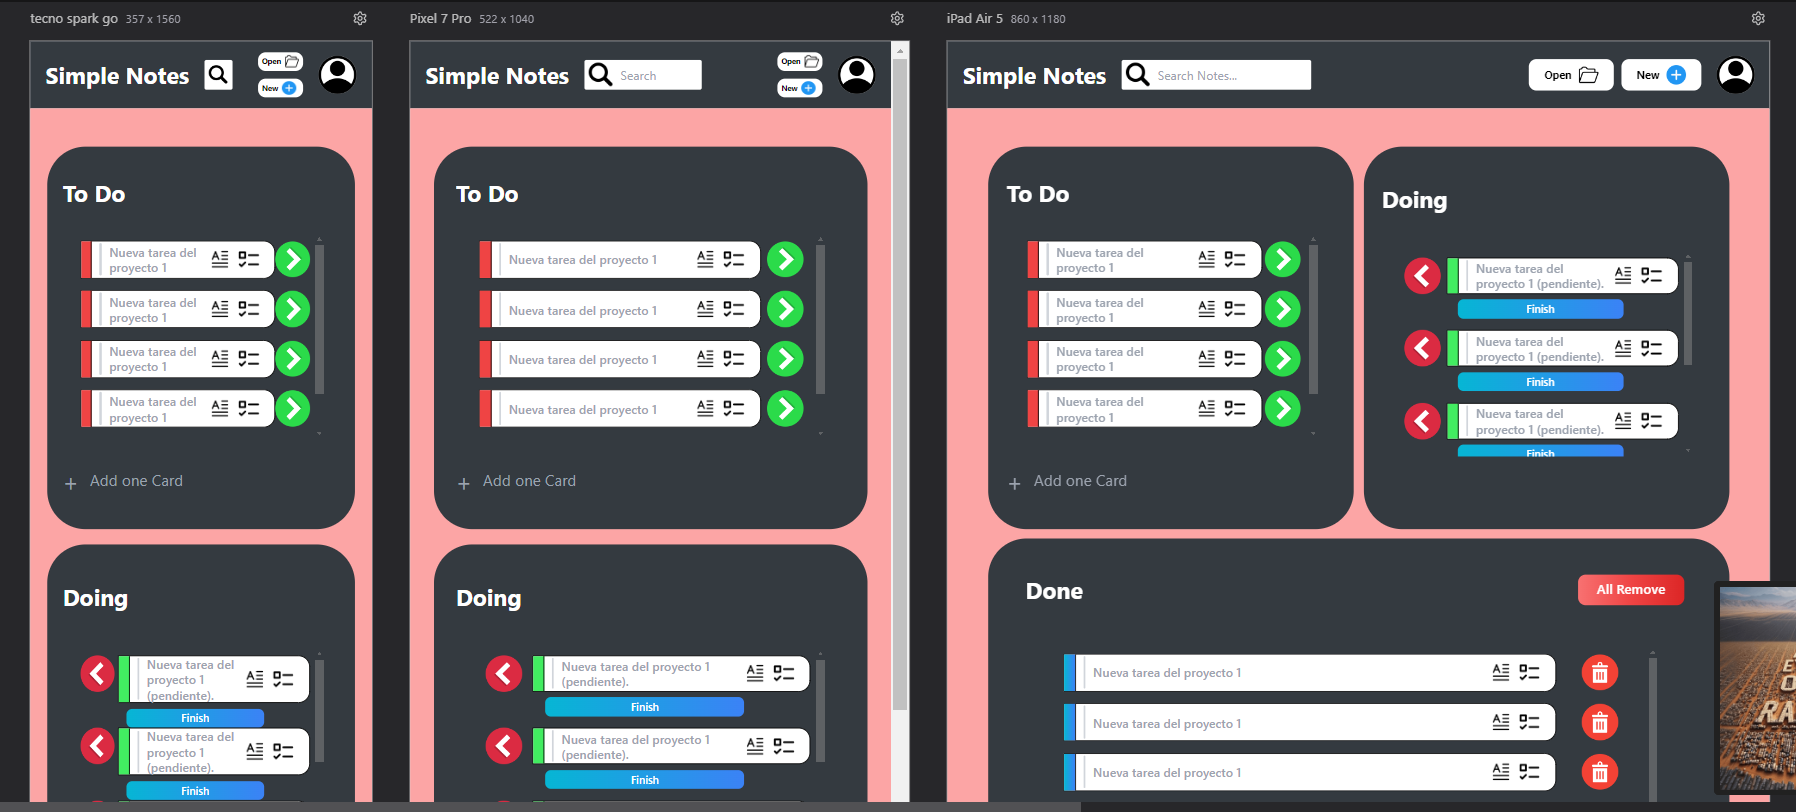 tecno spark go 357 x 1560
Simple Notes
Open
New
To Do
Nueva tarea del
proyecto 1
Nueva tarea del
proyecto 1
Nueva tarea del
proyecto 1
Nueva tarea del
proyecto 1
+ Add one Card
Doing
Nueva tarea del
proyecto 1
(pendiente).
Finish
Nueva tarea del
proyecto 1
(pendiente).
Finish
Pixel 7 Pro 522 x 1040
Simple Notes
Search
Open
New
To Do
Nueva tarea del proyecto 1
Nueva tarea del proyecto 1
Nueva tarea del proyecto 1
Nueva tarea del proyecto 1
+ Add one Card
Doing
Nueva tarea del proyecto 1
(pendiente).
Finish
Nueva tarea del proyecto 1
(pendiente).
Finish
iPad Air 5 860 x 1180
Simple Notes
Search Notes...
Open
New
To Do
Nueva tarea del
proyecto 1
Nueva tarea del
proyecto 1
Nueva tarea del
proyecto 1
Nueva tarea del
proyecto 1
+ Add one Card
Doing
Nueva tarea del
proyecto 1 (pendiente).
Finish
Nueva tarea del
proyecto 1 (pendiente).
Finish
Nueva tarea del
proyecto 1 (pendiente).
Finish
Done
All Remove
Nueva tarea del proyecto 1
Nueva tarea del proyecto 1
Nueva tarea del proyecto 1